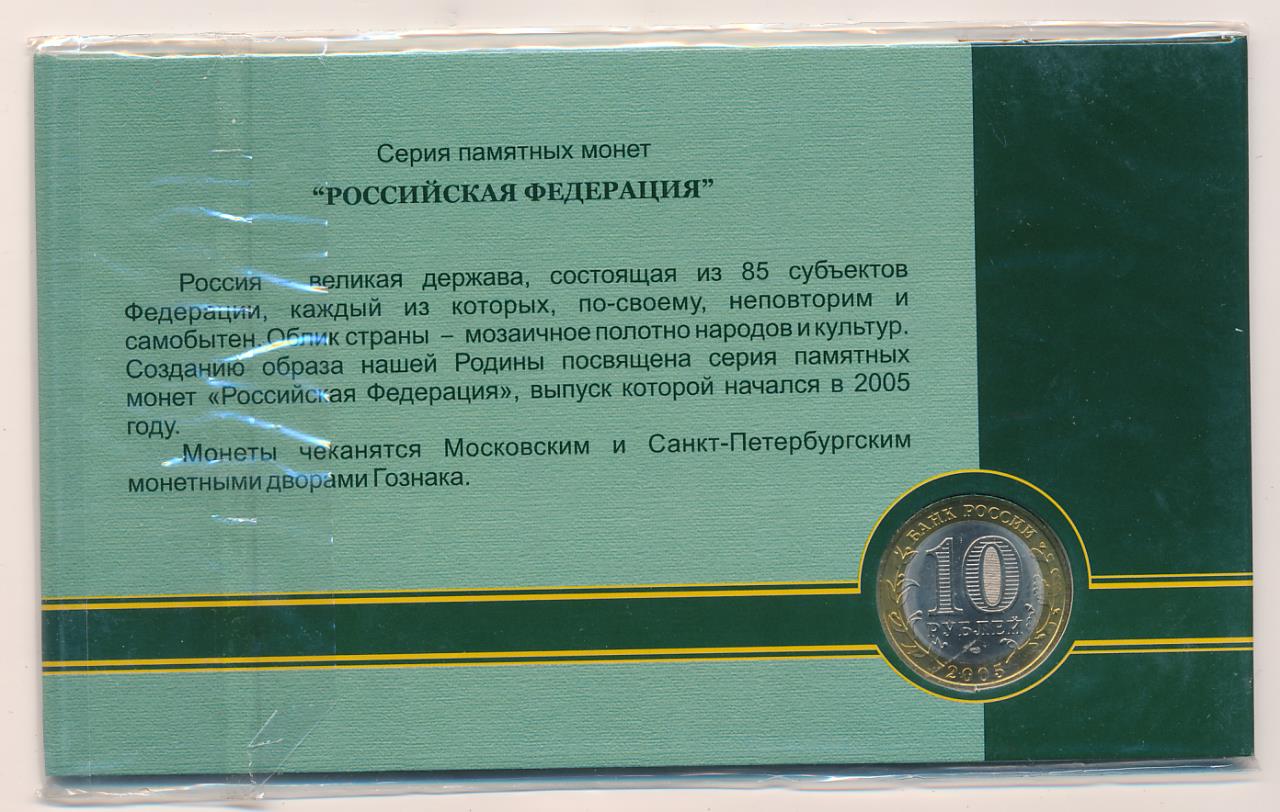 Серия памятных монет
“РОССИЙСКАЯ ФЕДЕРАЦИЯ”
Россия великая держава, состоящая из 85 субъектов
Федерации, каждый из которых, по-своему, неповторим и
самобытен. Облик страны – мозаичное полотно народов и культур.
Созданию образа нашей Родины посвящена серия памятных
монет «Российская Федерация», выпуск которой начался в 2005
году.
Монеты чеканятся Московским и Санкт-Петербургским
монетными дворами Гознака.
БАНК РОССИИ
10
РУБЛЕЙ
2005